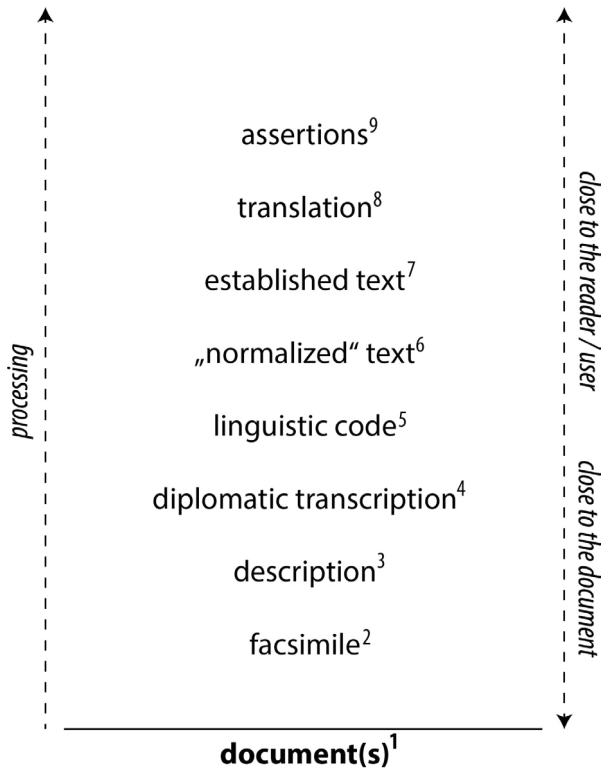 assertions⁹
translation⁸
established text⁷
„normalized“ text⁶
linguistic code⁵
diplomatic transcription⁴
description³
facsimile²
document(s)¹
processing
close to the reader / user
close to the document